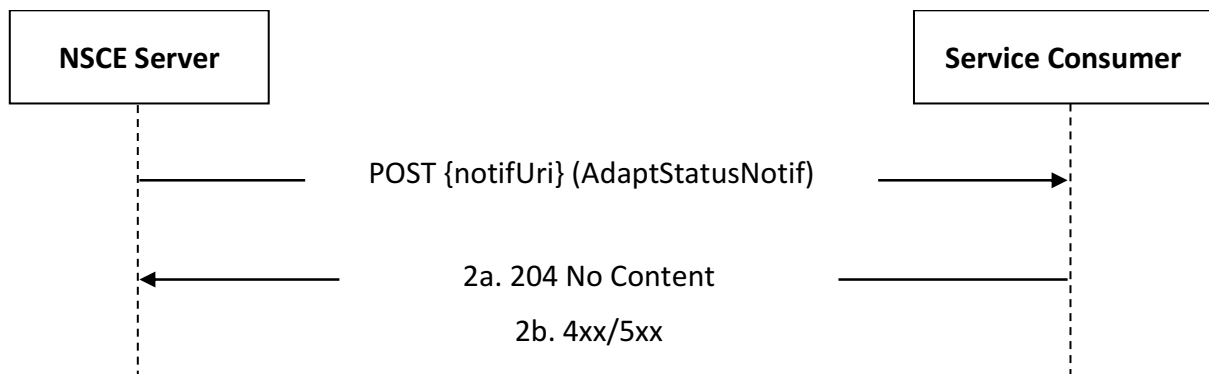 NSCE Server
Service Consumer
POST {notifUri} (AdaptStatusNotif)
2a. 204 No Content
2b. 4xx/5xx